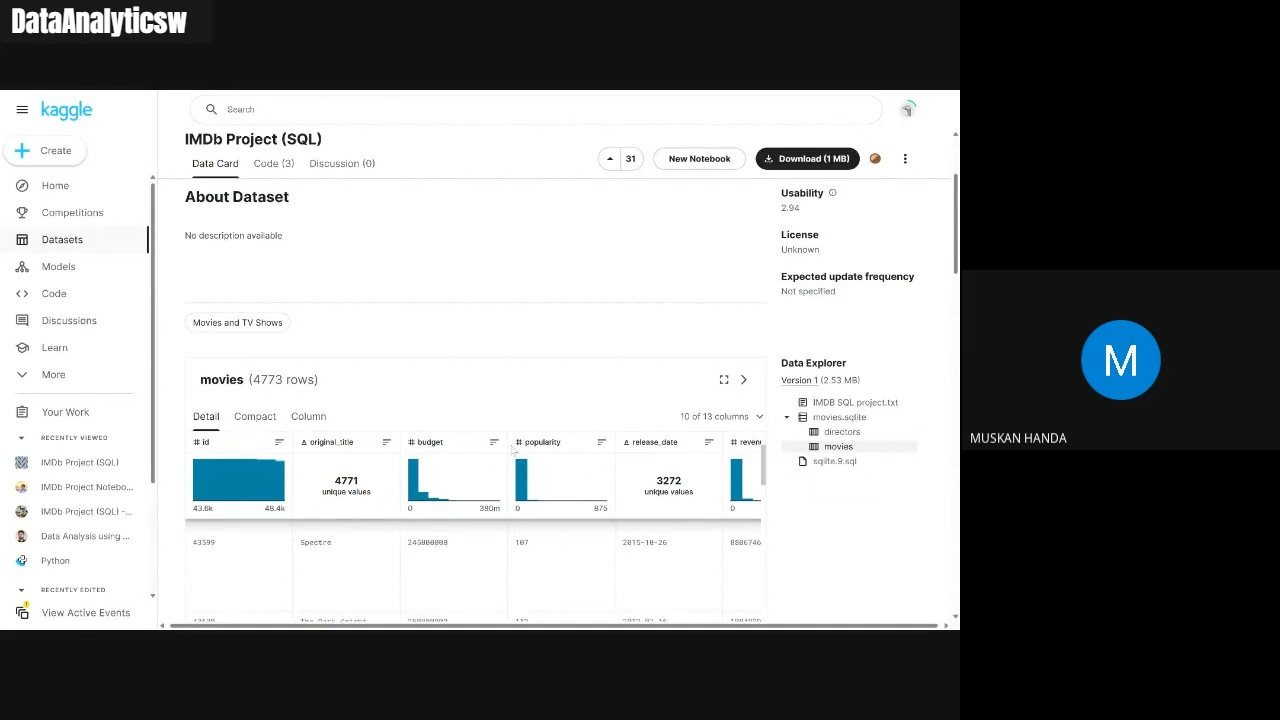 DataAnalyticsw
kaggle
Search
Create
Home
Competitions
Datasets
Models
Code
Discussions
Learn
More
Your Work
RECENTLY VIEWED
IMDb Project (SQL)
IMDb Project Notebo...
IMDb Project (SQL) -...
Data Analysis using ...
Python
RECENTLY EDITED
View Active Events
IMDb Project (SQL)
Data Card
Code (3)
Discussion (0)
31
New Notebook
Download (1 MB)
About Dataset
No description available
Movies and TV Shows
Usability
2.94
License
Unknown
Expected update frequency
Not specified
movies (4773 rows)
Detail
Compact
Column
10 of 13 columns
# id
A original_title
# budget
# popularity
A release_date
# reven
4771
unique values
3272
unique values
43.6k
48.4k
0
380m
0
875
0
43599
Spectre
245000000
107
2015-10-26
8806746
Data Explorer
Version 1 (2.53 MB)
IMDB SQL project.txt
movies.sqlite
directors
movies
sqlite.9.sql
M
MUSKAN HANDA